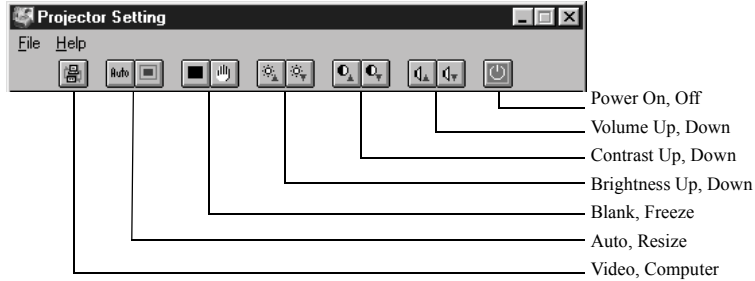 Projector Setting
File Help
Auto
Power On, Off
Volume Up, Down
Contrast Up, Down
Brightness Up, Down
Blank, Freeze
Auto, Resize
Video, Computer